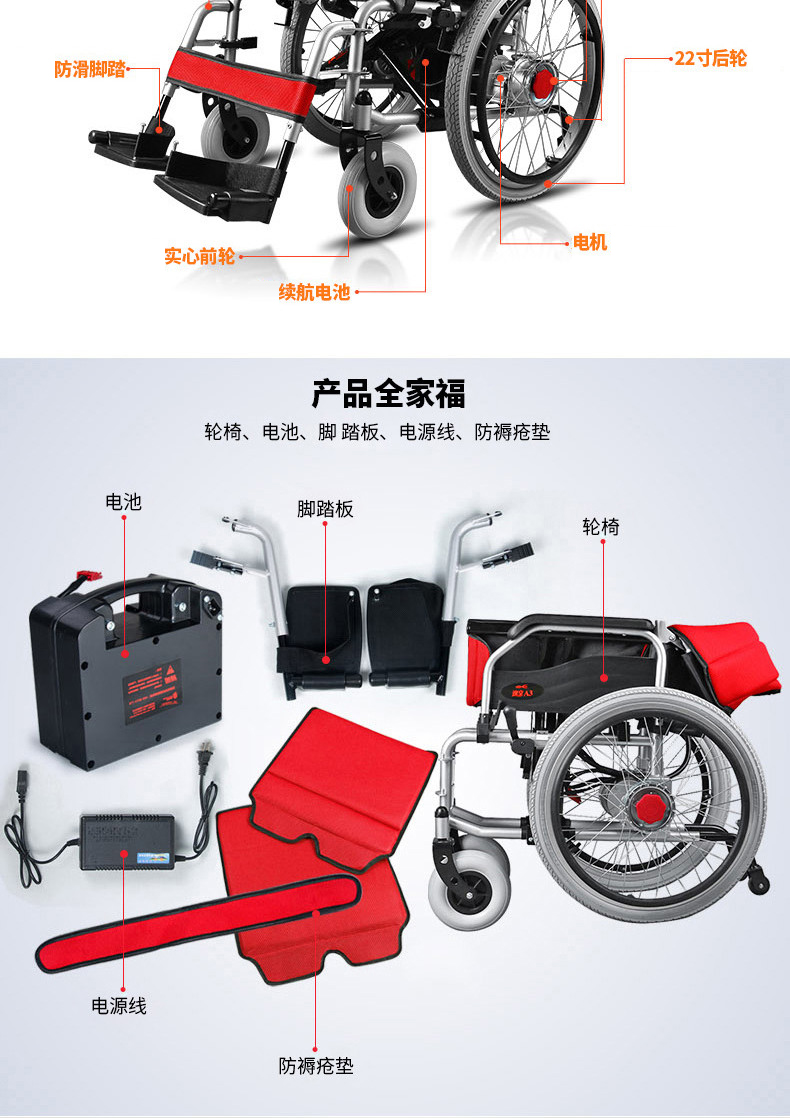 防滑脚踏
22寸后轮
实心前轮
电机
续航电池
产品全家福
轮椅、电池、脚 踏板、电源线、防褥疮垫
电池
脚踏板
轮椅
A3
电源线
防褥疮垫